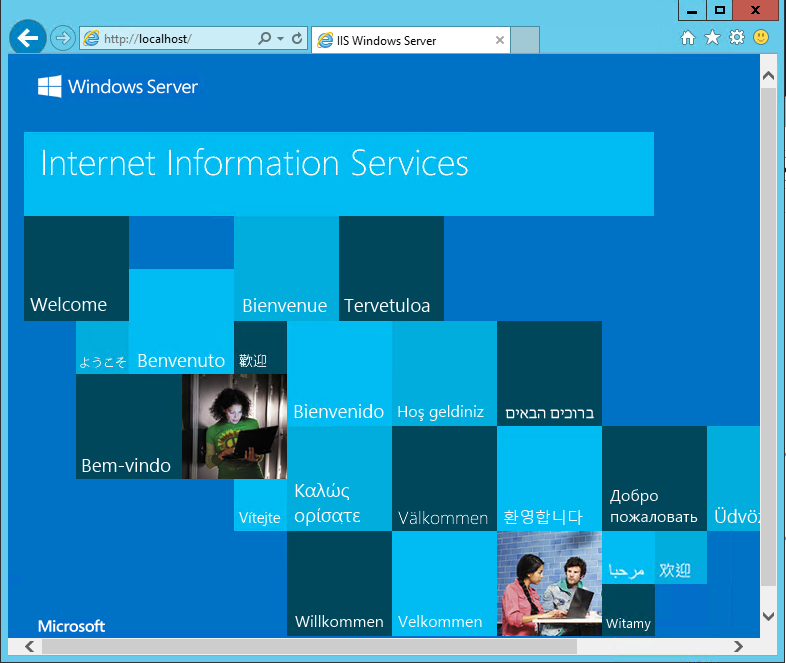 http://localhost/
IIS Windows Server
Windows Server
Internet Information Services
Welcome
Bienvenue
Tervetuloa
ようこそ
Benvenuto
歡迎
Bienvenido
Hoş geldiniz
ברוכים הבאים
Bem-vindo
Vítejte
Καλώς
ορίσατε
Välkommen
환영합니다
Добро
пожаловать
Üdvöz
Willkommen
Velkommen
مرحبا
欢迎
Witamy
Microsoft